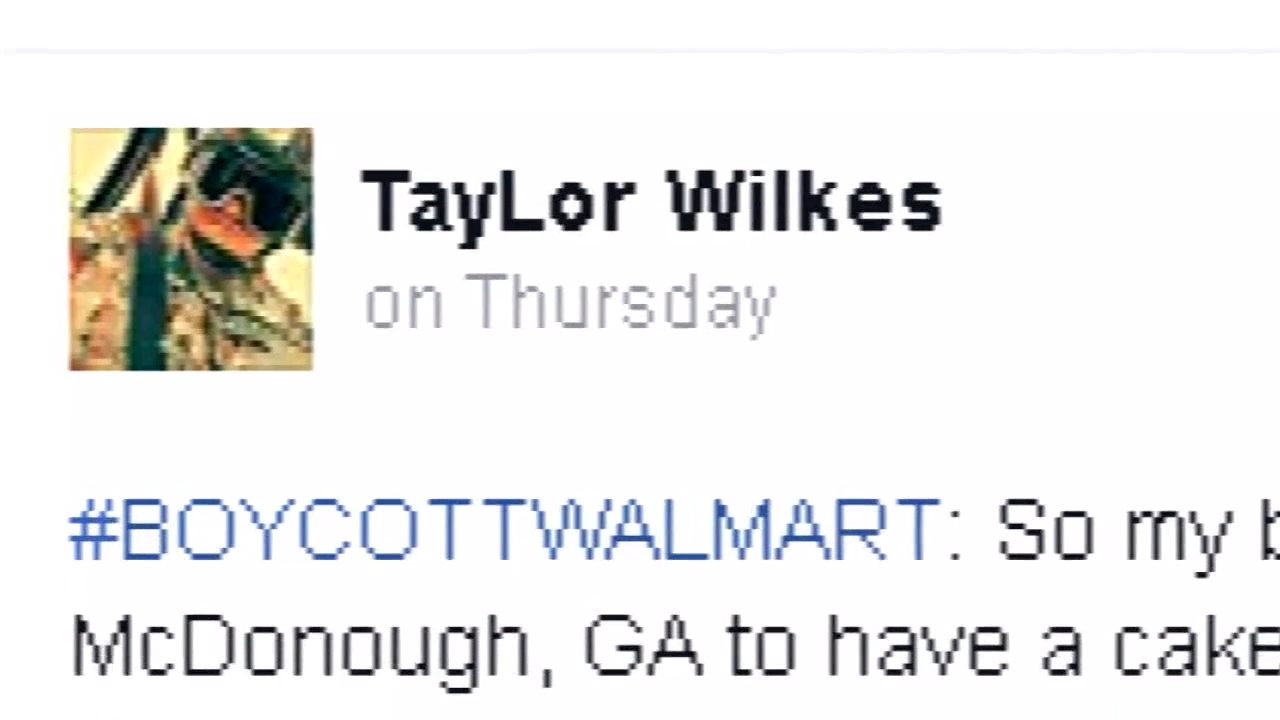 TayLor Wilkes
on Thursday
#BOYCOTTWALMART: So my
McDonough, GA to have a cake